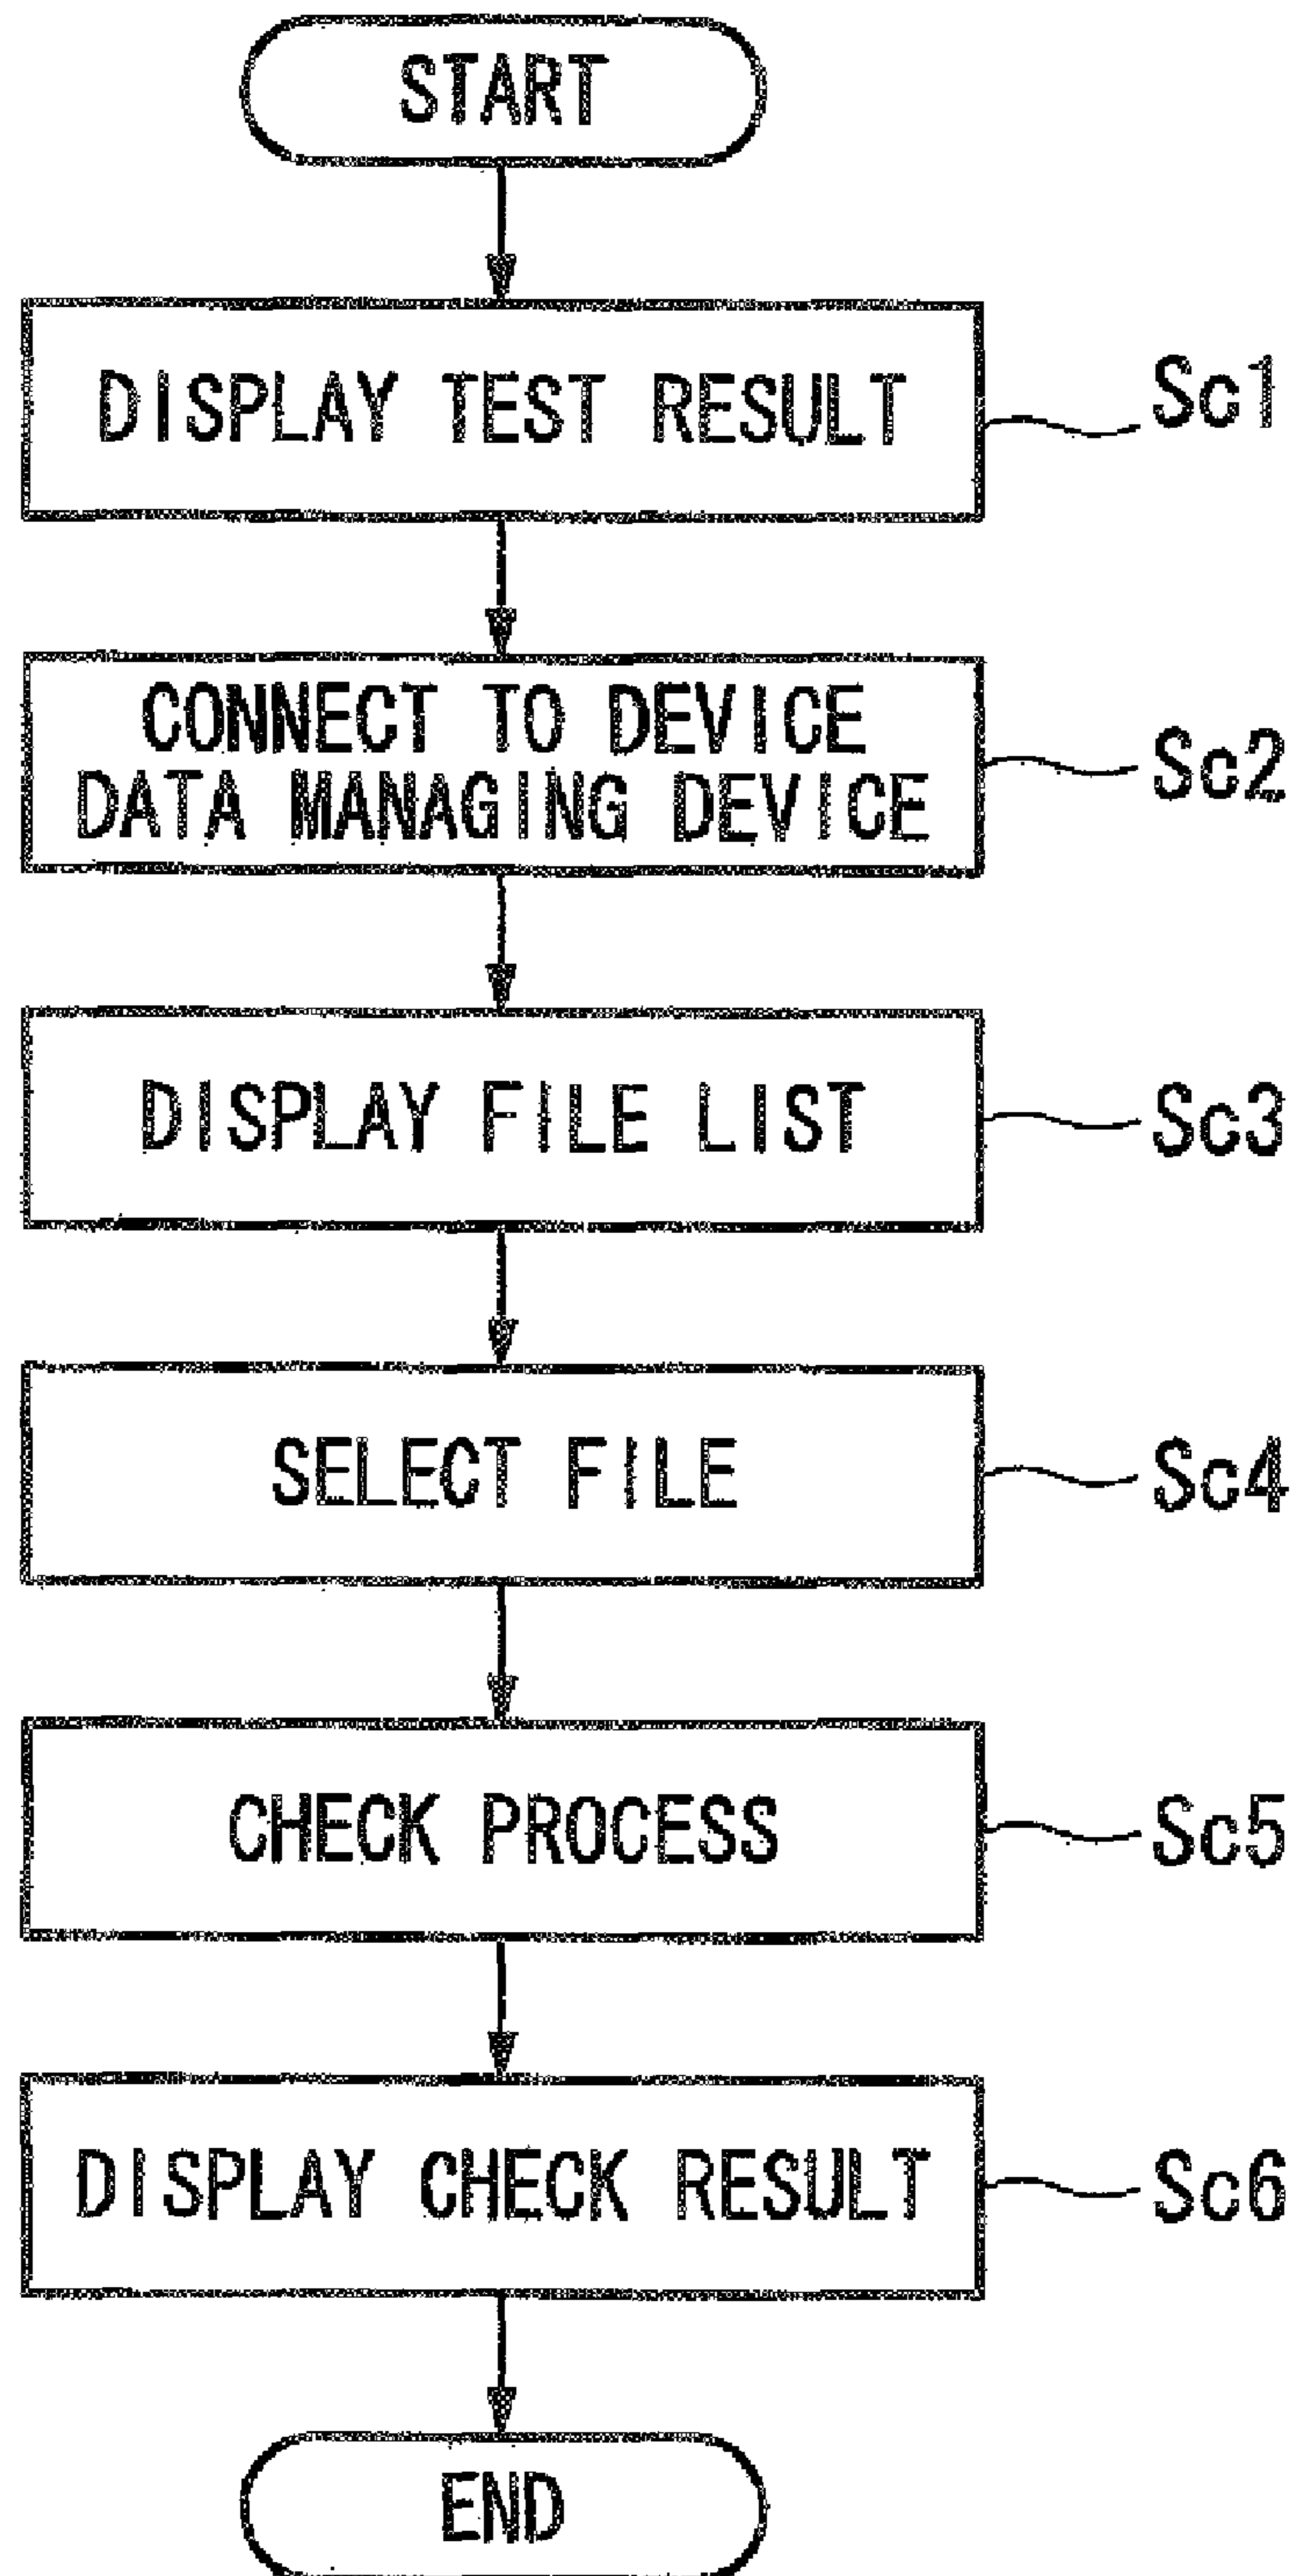 START
DISPLAY TEST RESULT
Sc1
CONNECT TO DEVICE
DATA MANAGING DEVICE
Sc2
DISPLAY FILE LIST
Sc3
SELECT FILE
Sc4
CHECK PROCESS
Sc5
DISPLAY CHECK RESULT
Sc6
END